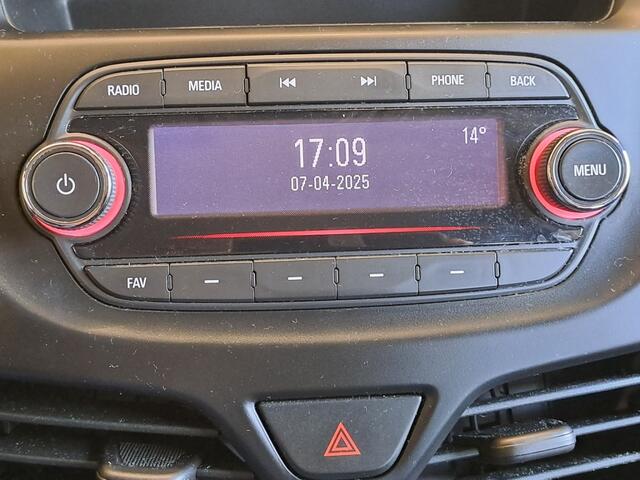 RADIO MEDIA PHONE BACK
14°
17:09
07-04-2025
MENU
FAV